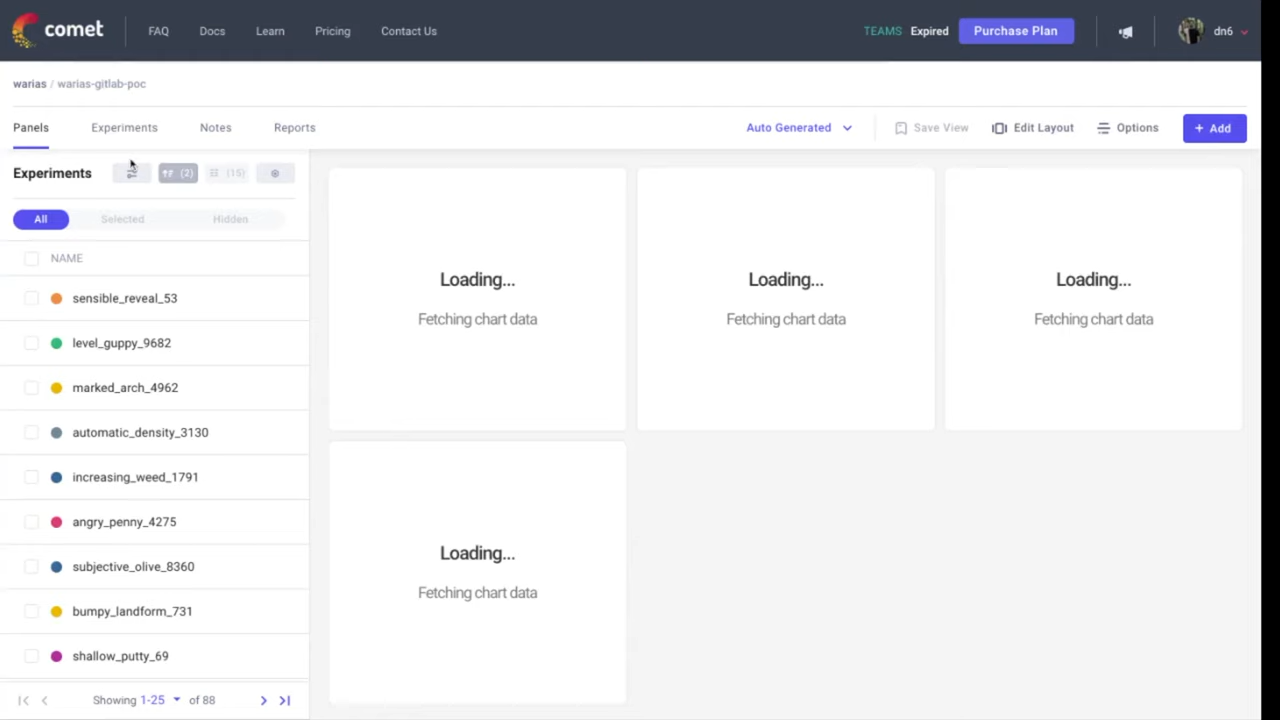 comet FAQ Docs Learn Pricing Contact Us TEAMS Expired Purchase Plan dn6
warias / warias-gitlab-poc
Panels Experiments Notes Reports Auto Generated Save View Edit Layout Options + Add
Experiments (2) (15)
All Selected Hidden
NAME
sensible_reveal_53
level_guppy_9682
marked_arch_4962
automatic_density_3130
increasing_weed_1791
angry_penny_4275
subjective_olive_8360
bumpy_landform_731
shallow_putty_69
Showing 1-25 of 88
Loading...
Fetching chart data
Loading...
Fetching chart data
Loading...
Fetching chart data
Loading...
Fetching chart data